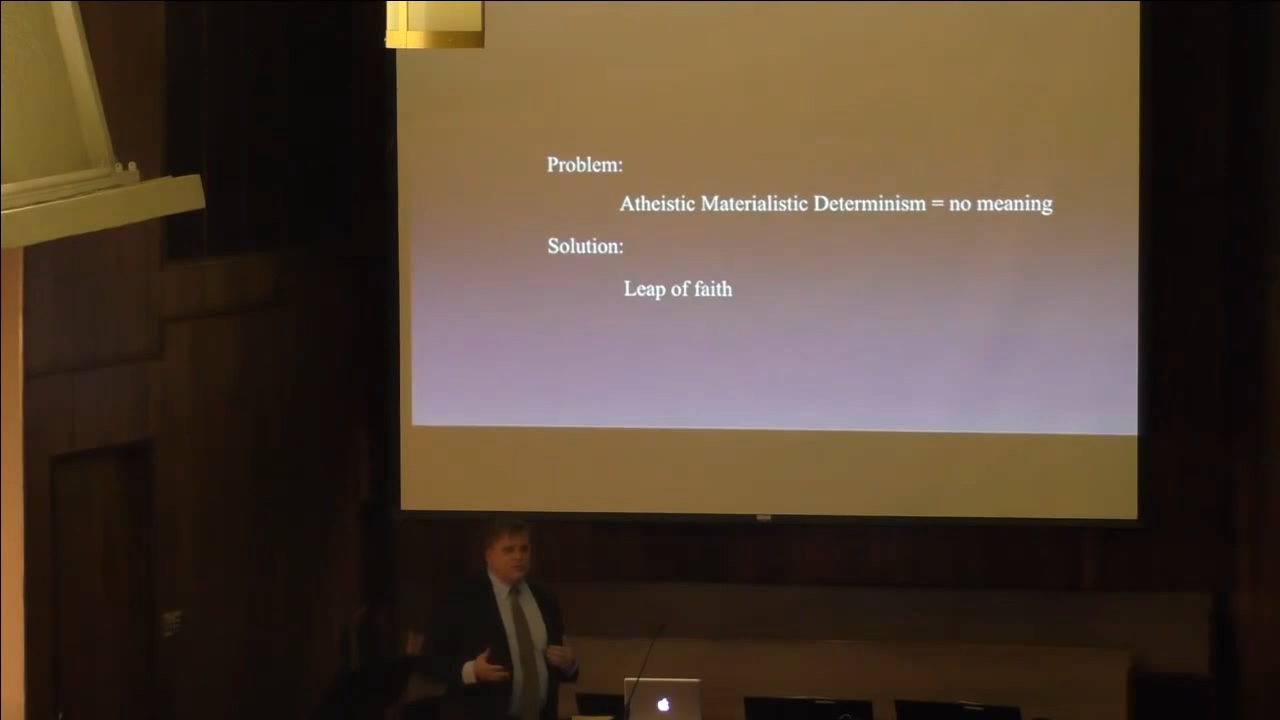 Problem:
Atheistic Materialistic Determinism = no meaning
Solution:
Leap of faith